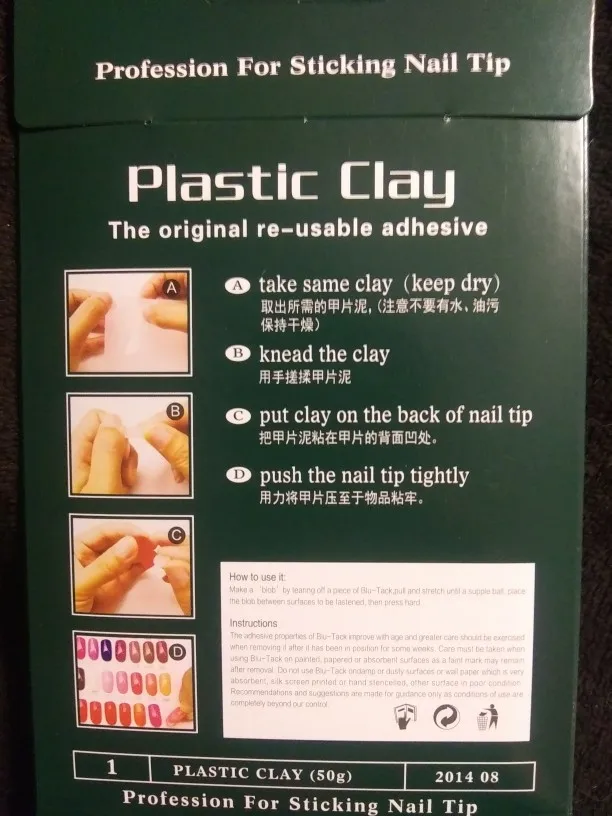 Profession For Sticking Nail Tip
Plastic Clay
The original re-usable adhesive
A
A take same clay (keep dry)
取出所需的甲片泥,(注意不要有水、油污
保持干燥)
B
B knead the clay
用手搓揉甲片泥
C
C put clay on the back of nail tip
把甲片泥粘在甲片的背面凹处。
D
D push the nail tip tightly
用力将甲片压至于物品粘牢。
How to use it:
Make a 'blob' by tearing off a piece of Blu-Tack,pull and stretch until a supple ball, place
the blob between surfaces to be fastened, then press hard.
Instructions
The adhesive properties of Blu-Tack improve with age and greater care should be exercised
when removing it after it has been in position for some weeks. Care must be taken when
using Blu-Tack on painted, papered or absorbent surfaces as a faint mark may remain
after removal. Do not use Blu-Tack ondamp or dusty surfaces or wall paper which is very
absorbent, silk screen printed or hand stencelled, other surface in poor condition.
Recommendations and suggestions are made for guidance only as conditions of use are
completely beyond our control.
1 PLASTIC CLAY (50g) 2014 08
Profession For Sticking Nail Tip